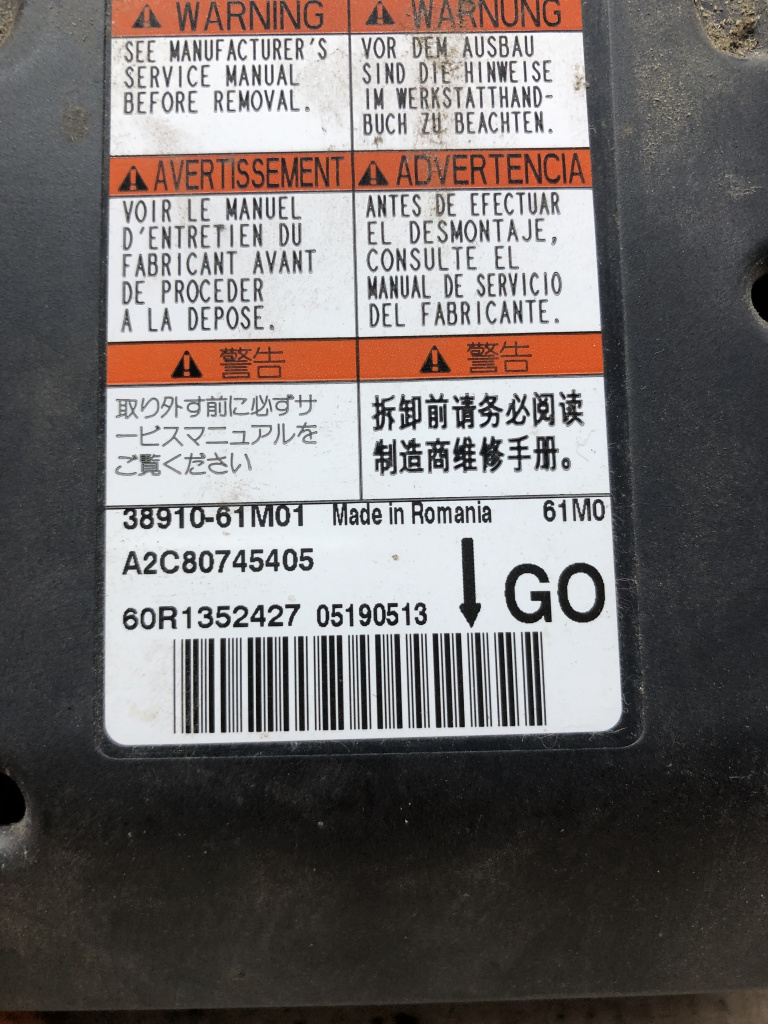 WARNING
SEE MANUFACTURER'S
SERVICE MANUAL
BEFORE REMOVAL.
WARNUNG
VOR DEM AUSBAU
SIND DIE HINWEISE
IM WERKSTATTHAND-
BUCH ZU BEACHTEN.
AVERTISSEMENT
VOIR LE MANUEL
D'ENTRETIEN DU
FABRICANT AVANT
DE PROCEDER
A LA DEPOSE.
ADVERTENCIA
ANTES DE EFECTUAR
EL DESMONTAJE,
CONSULTE EL
MANUAL DE SERVICIO
DEL FABRICANTE.
警告
取り外す前に必ずサ
ービスマニュアルを
ご覧ください
警告
拆卸前请务必阅读
制造商维修手册。
38910-61M01 Made in Romania 61M0
A2C80745405
GO
60R1352427 05190513